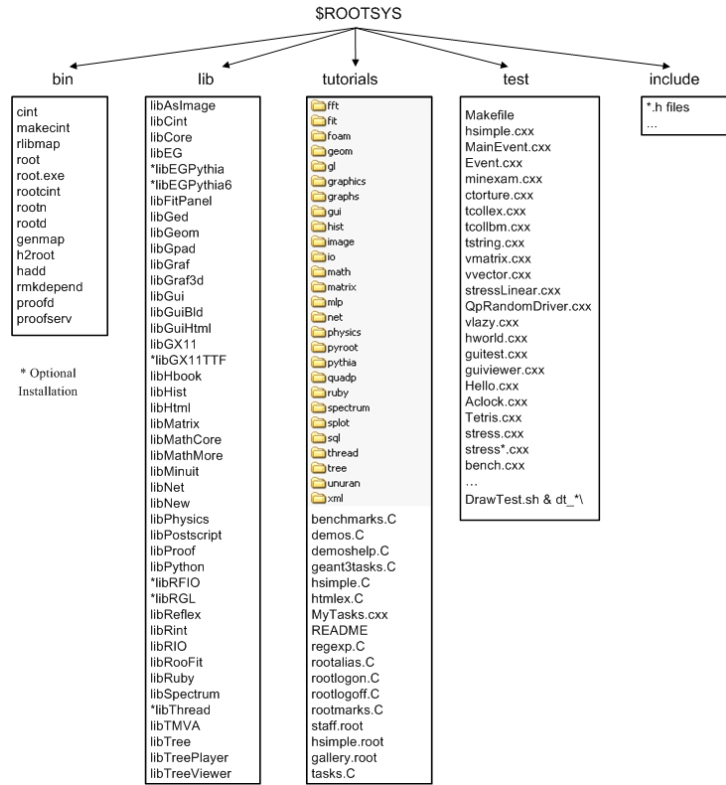 $ROOTSYS
bin
cint
makecint
rlibmap
root
root.exe
rootcint
rootn
rootd
genmap
h2root
hadd
rmkdepend
proofd
proofserv
* Optional
Installation
lib
libAsImage
libCint
libCore
libEG
*libEGPythia
*libEGPythia6
libFitPanel
libGed
libGeom
libGpad
libGraf
libGraf3d
libGui
libGuiBld
libGuiHtml
libGX11
*libGX11TTF
libHbook
libHist
libHtml
libMatrix
libMathCore
libMathMore
libMinuit
libNet
libNew
libPhysics
libPostscript
libProof
libPython
*libRFIO
*libRGL
libReflex
libRint
libRIO
libRooFit
libRuby
libSpectrum
*libThread
libTMVA
libTree
libTreePlayer
libTreeViewer
tutorials
fft
fit
foam
geom
gl
graphics
graphs
gui
hist
image
io
math
matrix
mlp
net
physics
pyroot
pythia
quadp
ruby
spectrum
splot
sql
thread
tree
unuran
xml
benchmarks.C
demos.C
demoshelp.C
geant3tasks.C
hsimple.C
htmlex.C
MyTasks.cxx
README
regexp.C
rootalias.C
rootlogon.C
rootlogoff.C
rootmarks.C
staff.root
hsimple.root
gallery.root
tasks.C
test
Makefile
hsimple.cxx
MainEvent.cxx
Event.cxx
minexam.cxx
ctorture.cxx
tcollex.cxx
tcollbm.cxx
tstring.cxx
vmatrix.cxx
vvector.cxx
stressLinear.cxx
QpRandomDriver.cxx
vlazy.cxx
hworld.cxx
guitest.cxx
guiviewer.cxx
Hello.cxx
Aclock.cxx
Tetris.cxx
stress.cxx
stress*.cxx
bench.cxx
...
DrawTest.sh & dt_*\
include
*.h files
...